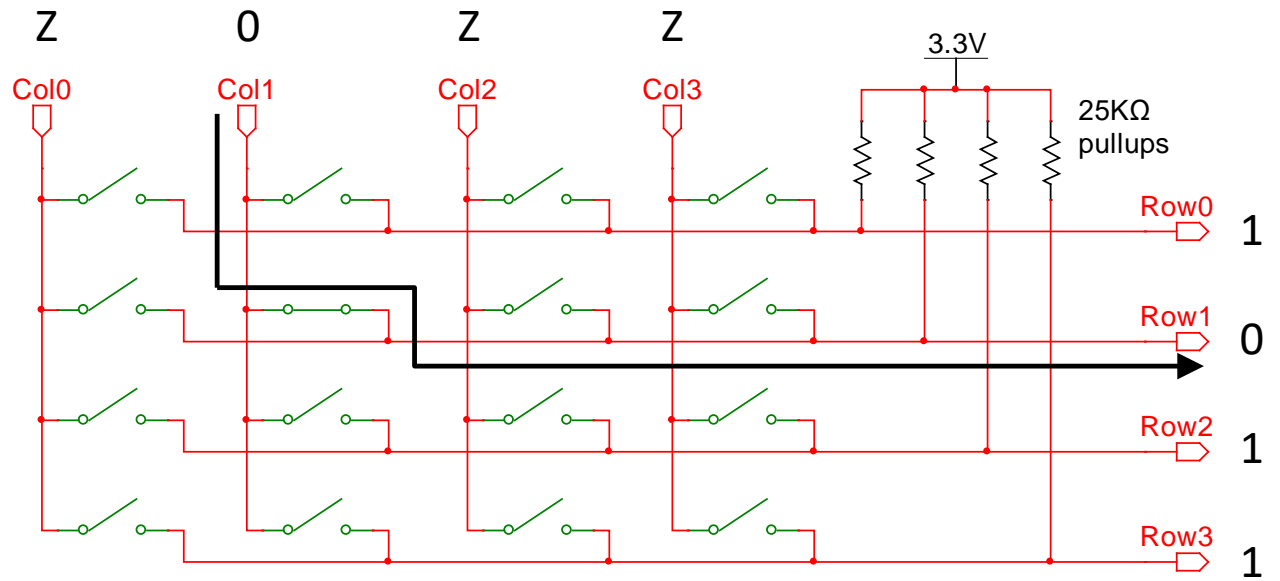 Z 0 Z Z
3.3V
Col0 Col1 Col2 Col3
25KΩ
pullups
Row0
1
Row1
0
Row2
1
Row3
1